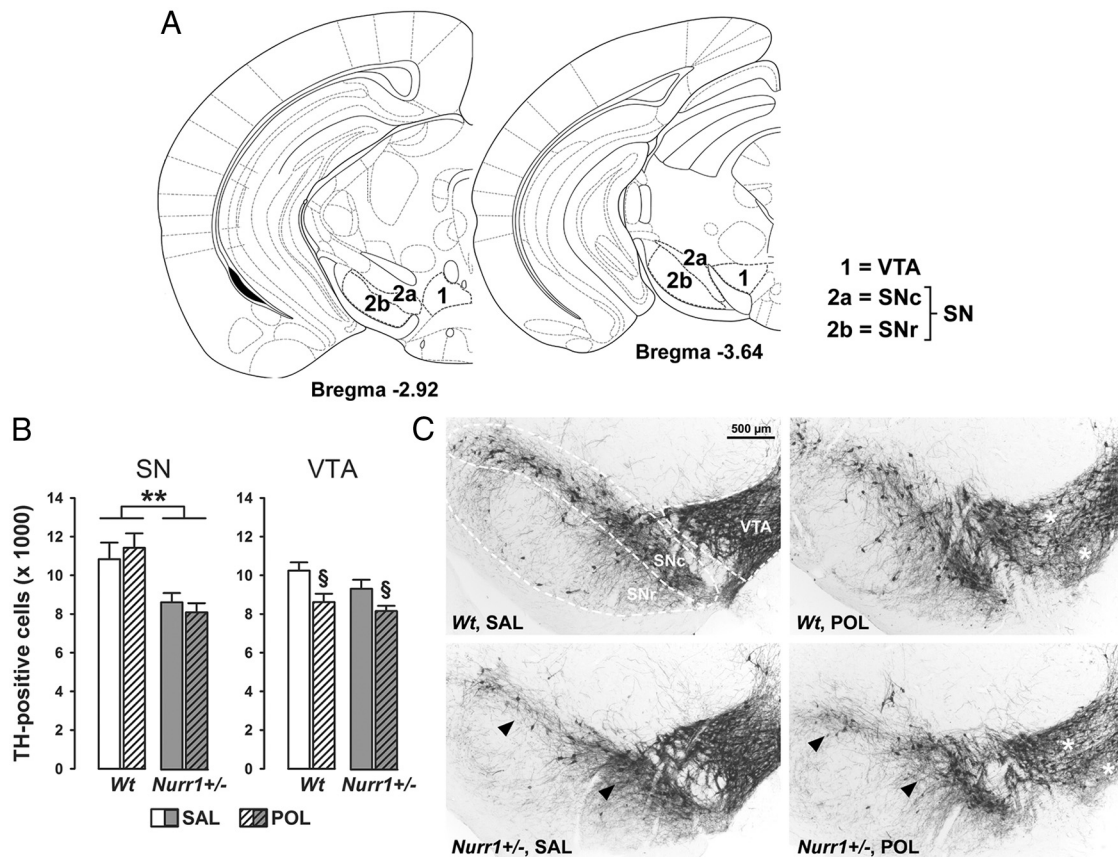 A
2b
2a
1
Bregma -2.92
2a
2b
1
Bregma -3.64
1 = VTA
2a = SNc
2b = SNr
SN
B
SN
VTA
TH-positive cells (x 1000)
14
12
10
8
6
4
2
0
**
Wt
Nurr1+/-
14
12
10
8
6
4
2
0
§
§
Wt
Nurr1+/-
SAL
POL
C
500 µm
VTA
SNc
SNr
Wt, SAL
*
*
Wt, POL
Nurr1+/-, SAL
*
*
Nurr1+/-, POL